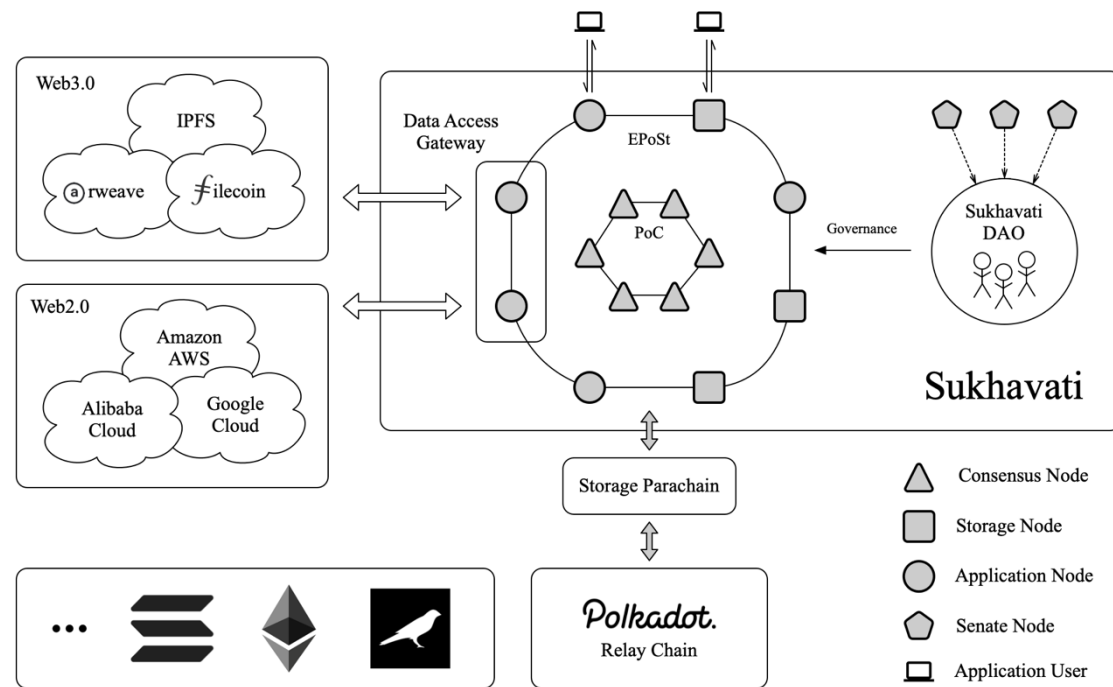 Web3.0
IPFS
a rweave
filecoin
Web2.0
Amazon
AWS
Alibaba
Cloud
Google
Cloud
Data Access
Gateway
EPoSt
PoC
Governance
Sukhavati
DAO
Sukhavati
Storage Parachain
Polkadot.
Relay Chain
...
Consensus Node
Storage Node
Application Node
Senate Node
Application User